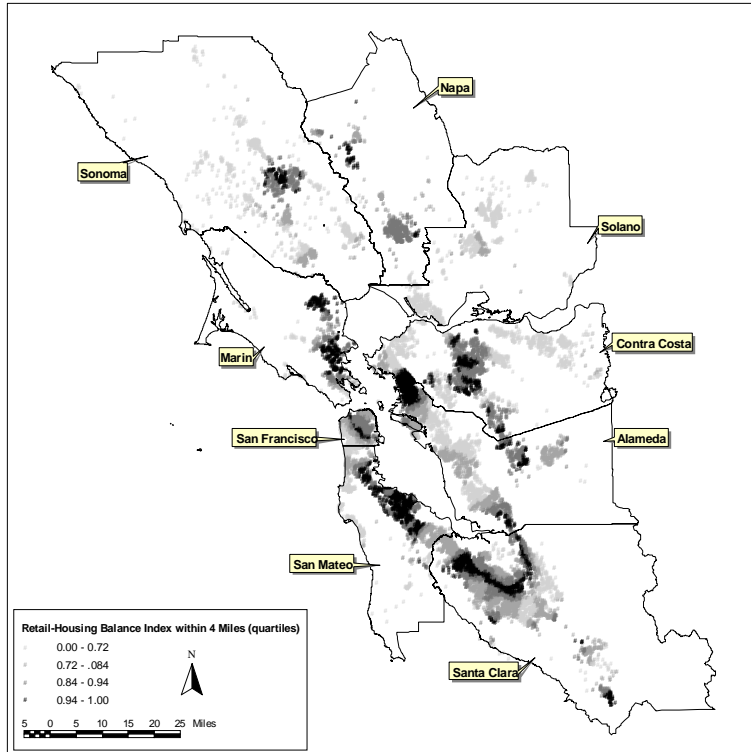 Napa
Sonoma
Solano
Contra Costa
Marin
San Francisco
Alameda
San Mateo
Santa Clara
Retail-Housing Balance Index within 4 Miles (quartiles)
0.00 - 0.72
0.72 - .084
0.84 - 0.94
0.94 - 1.00
N
5 0 5 10 15 20 25 Miles